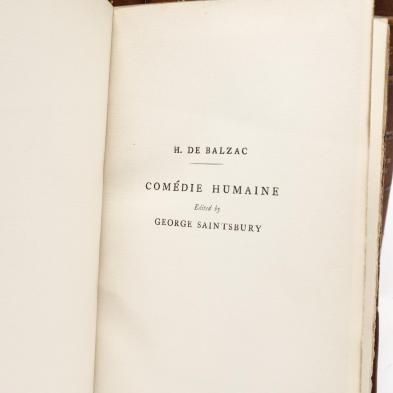 H. DE BALZAC
COMÉDIE HUMAINE
Edited by
GEORGE SAINTSBURY